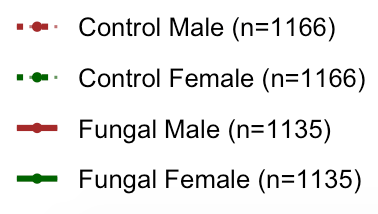 Control Male (n=1166)
Control Female (n=1166)
Fungal Male (n=1135)
Fungal Female (n=1135)